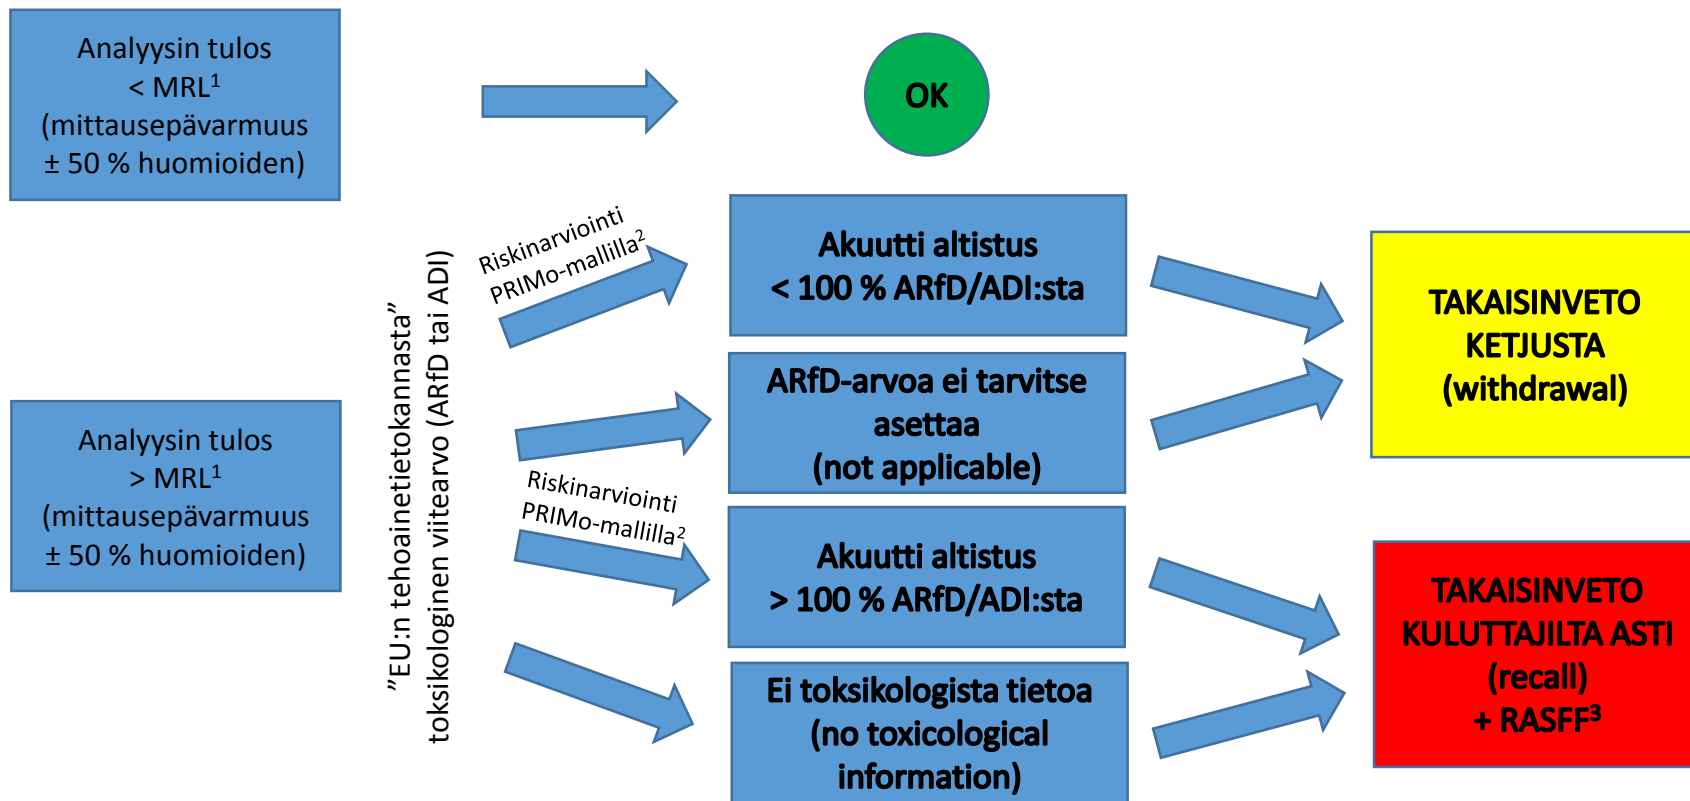 Analyysin tulos
< MRL¹
(mittausepävarmuus
± 50 % huomioiden)
OK
Analyysin tulos
> MRL¹
(mittausepävarmuus
± 50 % huomioiden)
”EU:n tehoainetietokannasta”
toksikologinen viitearvo (ARfD tai ADI)
Riskinarviointi
PRIMo-mallilla²
Akuutti altistus
< 100 % ARfD/ADI:sta
ARfD-arvoa ei tarvitse
asettaa
(not applicable)
TAKAISINVETO
KETJUSTA
(withdrawal)
Riskinarviointi
PRIMo-mallilla²
Akuutti altistus
> 100 % ARfD/ADI:sta
Ei toksikologista tietoa
(no toxicological
information)
TAKAISINVETO
KULUTTAJILTA ASTI
(recall)
+ RASFF³